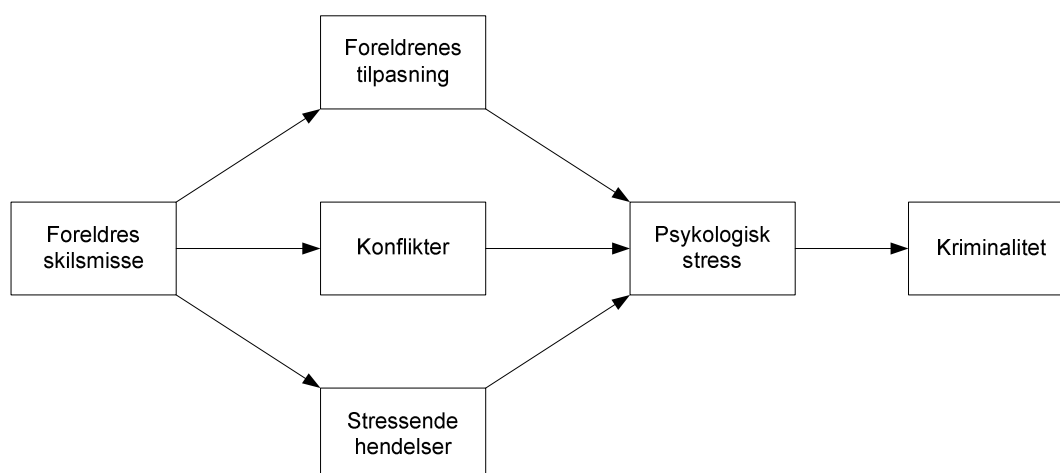 Foreldrenes
tilpasning
Foreldres
skilsmisse
Konflikter
Psykologisk
stress
Kriminalitet
Stressende
hendelser